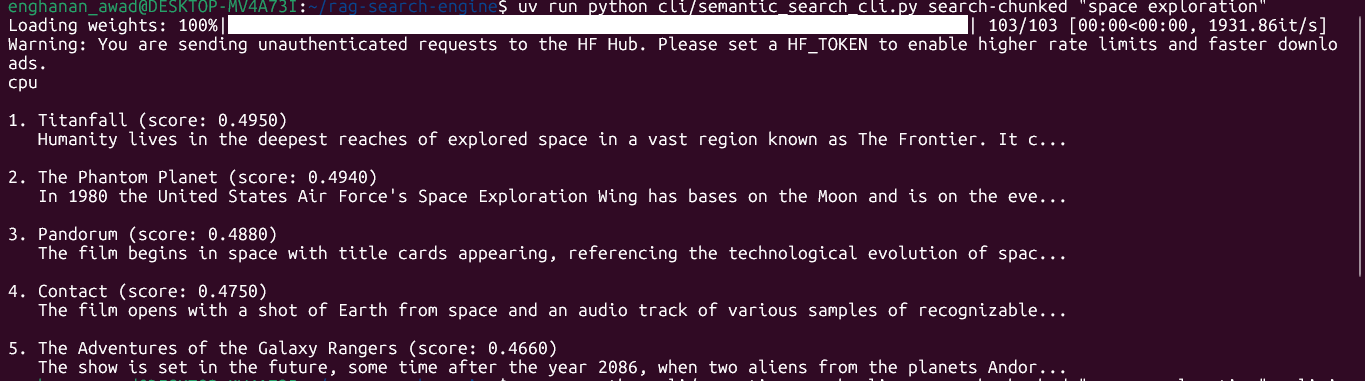 enghanan_awad@DESKTOP-MV4A73I:~/rag-search-engine$ uv run python cli/semantic_search_cli.py search-chunked "space exploration"
Loading weights: 100%| | 103/103 [00:00<00:00, 1931.86it/s]
Warning: You are sending unauthenticated requests to the HF Hub. Please set a HF_TOKEN to enable higher rate limits and faster downlo
ads.
cpu
1. Titanfall (score: 0.4950)
Humanity lives in the deepest reaches of explored space in a vast region known as The Frontier. It c...
2. The Phantom Planet (score: 0.4940)
In 1980 the United States Air Force's Space Exploration Wing has bases on the Moon and is on the eve...
3. Pandorum (score: 0.4880)
The film begins in space with title cards appearing, referencing the technological evolution of spac...
4. Contact (score: 0.4750)
The film opens with a shot of Earth from space and an audio track of various samples of recognizable...
5. The Adventures of the Galaxy Rangers (score: 0.4660)
The show is set in the future, some time after the year 2086, when two aliens from the planets Andor...